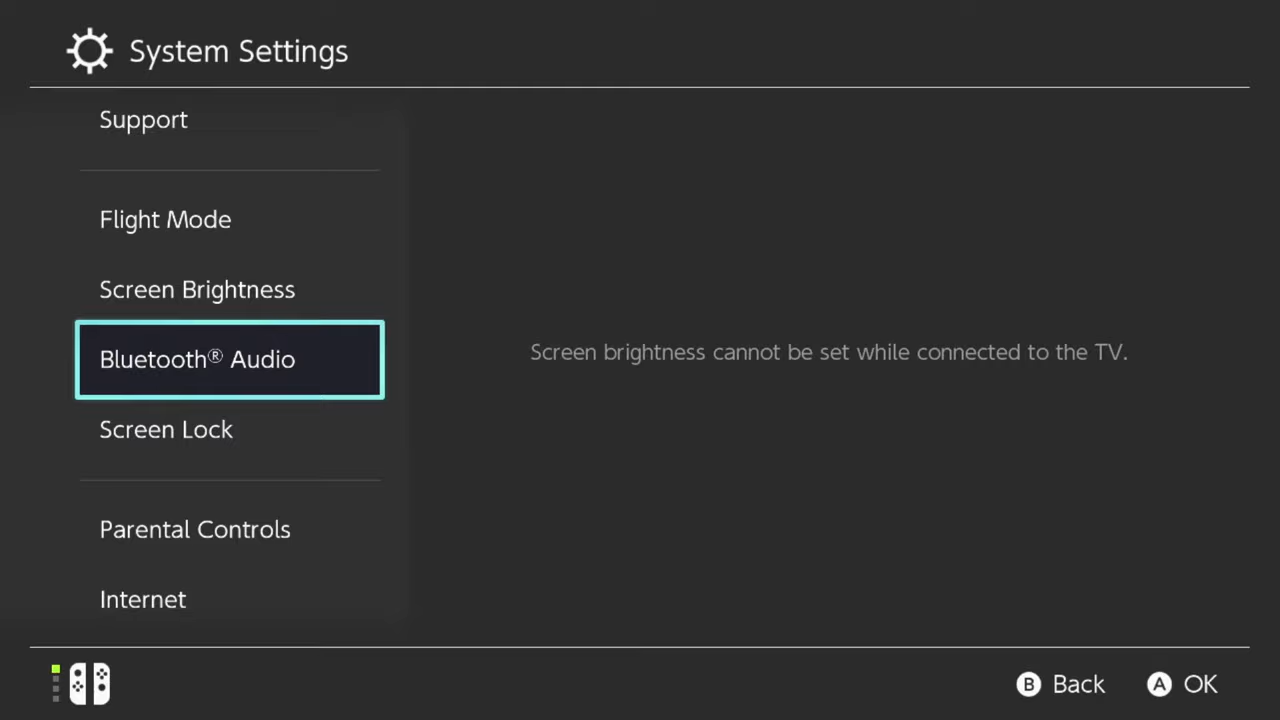 System Settings
Support
Flight Mode
Screen Brightness
Bluetooth® Audio
Screen Lock
Parental Controls
Internet
Screen brightness cannot be set while connected to the TV.
B Back A OK